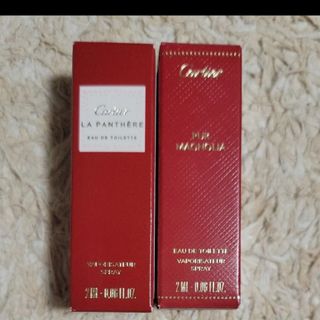 Cartier
LA PANTHÈRE
EAU DE TOILETTE
VAPORISATEUR
SPRAY
2 ml - 0.06 FL.OZ.
Cartier
PUR
MAGNOLIA
EAU DE TOILETTE
VAPORISATEUR
SPRAY
2 ml - 0.06 FL.OZ.